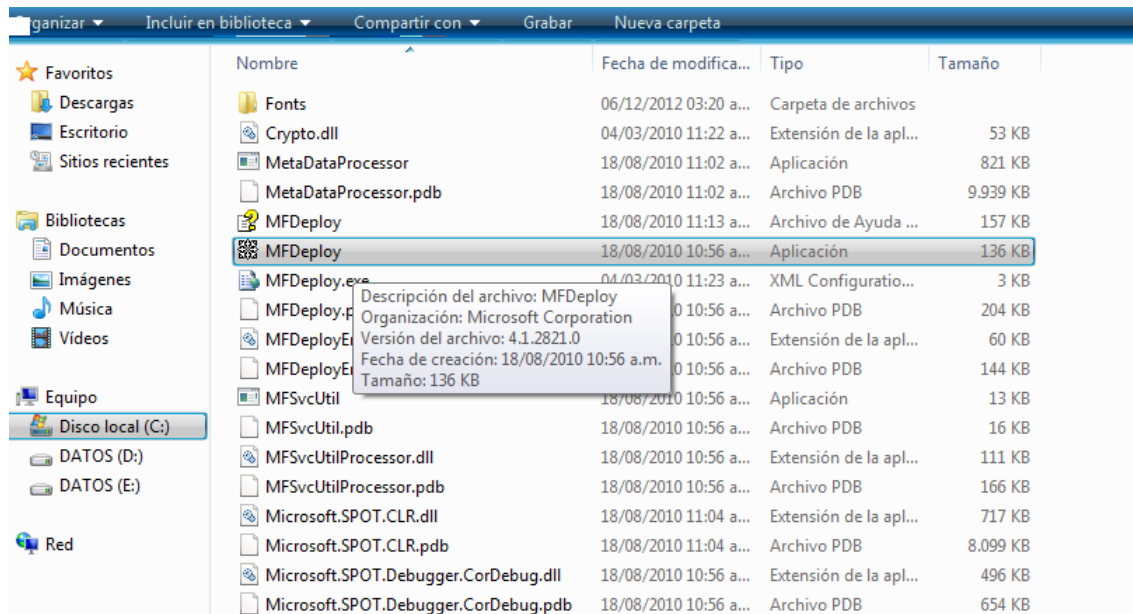 rganizar Incluir en biblioteca Compartir con Grabar Nueva carpeta
Nombre Fecha de modifica... Tipo Tamaño
Favoritos
Descargas
Escritorio
Sitios recientes
Bibliotecas
Documentos
Imágenes
Música
Vídeos
Equipo
Disco local (C:)
DATOS (D:)
DATOS (E:)
Red
Fonts 06/12/2012 03:20 a... Carpeta de archivos
Crypto.dll 04/03/2010 11:22 a... Extensión de la apl... 53 KB
MetaDataProcessor 18/08/2010 11:02 a... Aplicación 821 KB
MetaDataProcessor.pdb 18/08/2010 11:02 a... Archivo PDB 9.939 KB
MFDeploy 18/08/2010 11:13 a... Archivo de Ayuda ... 157 KB
MFDeploy 18/08/2010 10:56 a... Aplicación 136 KB
MFDeploy.exe 04/03/2010 11:23 a... XML Configuratio... 3 KB
MFDeploy.p 0 10:56 a... Archivo PDB 204 KB
MFDeployE 0 10:56 a... Extensión de la apl... 60 KB
MFDeployE 0 10:56 a... Archivo PDB 144 KB
Descripción del archivo: MFDeploy
Organización: Microsoft Corporation
Versión del archivo: 4.1.2821.0
Fecha de creación: 18/08/2010 10:56 a.m.
Tamaño: 136 KB
MFSvcUtil 18/08/2010 10:56 a... Aplicación 13 KB
MFSvcUtil.pdb 18/08/2010 10:56 a... Archivo PDB 16 KB
MFSvcUtilProcessor.dll 18/08/2010 10:56 a... Extensión de la apl... 111 KB
MFSvcUtilProcessor.pdb 18/08/2010 10:56 a... Archivo PDB 166 KB
Microsoft.SPOT.CLR.dll 18/08/2010 11:04 a... Extensión de la apl... 717 KB
Microsoft.SPOT.CLR.pdb 18/08/2010 11:04 a... Archivo PDB 8.099 KB
Microsoft.SPOT.Debugger.CorDebug.dll 18/08/2010 10:56 a... Extensión de la apl... 496 KB
Microsoft.SPOT.Debugger.CorDebug.pdb 18/08/2010 10:56 a... Archivo PDB 654 KB